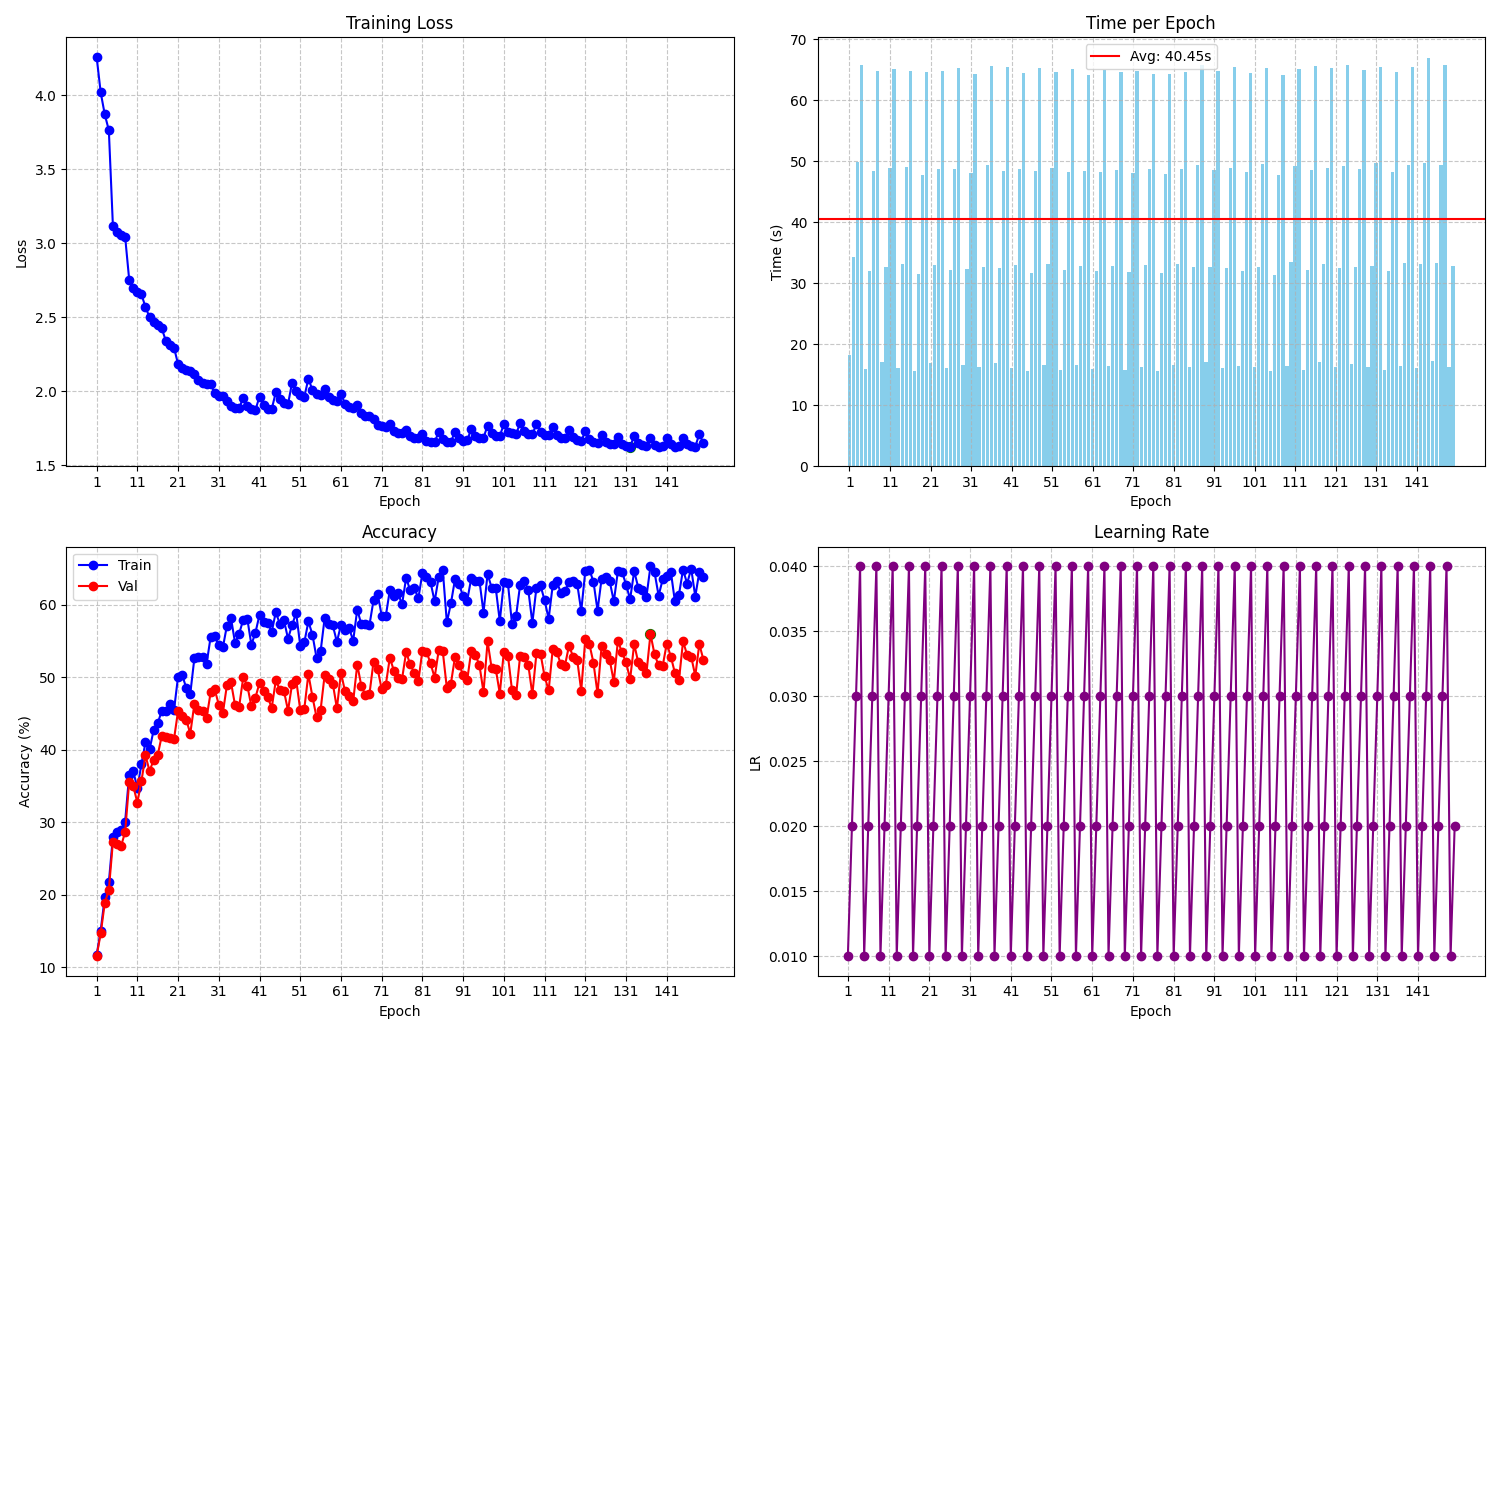 Training Loss
4.0
3.5
3.0
2.5
2.0
1.5
Loss
1 11 21 31 41 51 61 71 81 91 101 111 121 131 141
Epoch
Time per Epoch
Avg: 40.45s
70
60
50
40
30
20
10
0
Time (s)
1 11 21 31 41 51 61 71 81 91 101 111 121 131 141
Epoch
Accuracy
Train
Val
60
50
40
30
20
10
Accuracy (%)
1 11 21 31 41 51 61 71 81 91 101 111 121 131 141
Epoch
Learning Rate
0.040
0.035
0.030
0.025
0.020
0.015
0.010
LR
1 11 21 31 41 51 61 71 81 91 101 111 121 131 141
Epoch